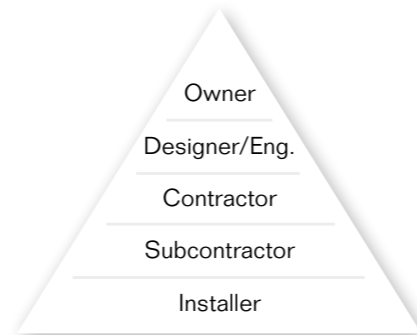 Owner
Designer/Eng.
Contractor
Subcontractor
Installer